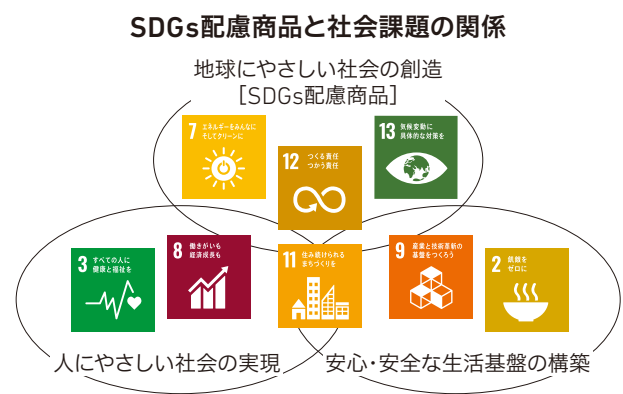 SDGs配慮商品と社会課題の関係
地球にやさしい社会の創造
[SDGs配慮商品]
7 エネルギーをみんなに
そしてクリーンに
12 つくる責任
つかう責任
13 気候変動に
具体的な対策を
3 すべての人に
健康と福祉を
8 働きがいも
経済成長も
11 住み続けられる
まちづくりを
9 産業と技術革新の
基盤をつくろう
2 飢餓を
ゼロに
人にやさしい社会の実現
安心・安全な生活基盤の構築